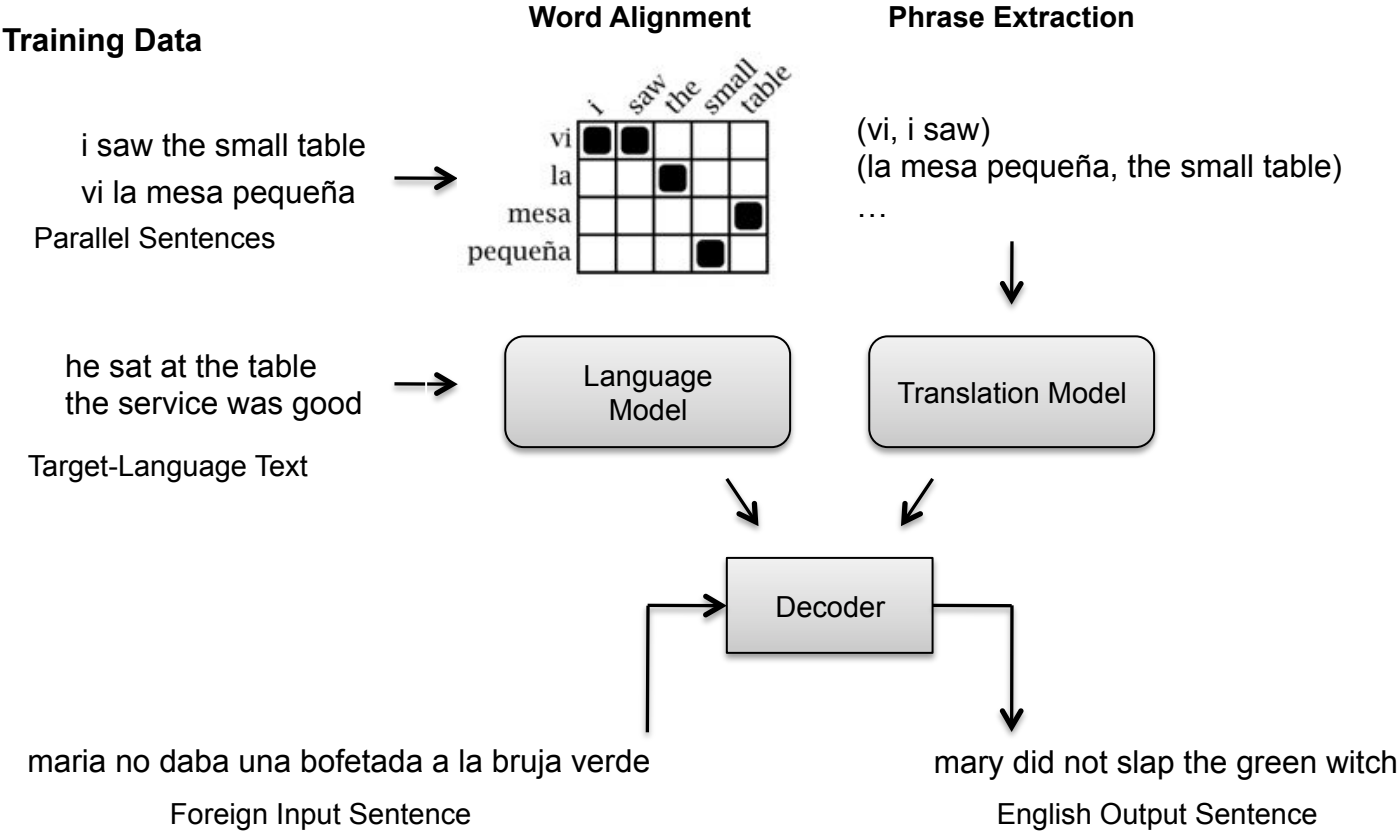 Training Data
Word Alignment
Phrase Extraction
i saw the small table
vi la mesa pequeña
Parallel Sentences
i saw the small table
vi
la
mesa
pequeña
(vi, i saw)
(la mesa pequeña, the small table)
…
he sat at the table
the service was good
Target-Language Text
Language
Model
Translation Model
Decoder
maria no daba una bofetada a la bruja verde
Foreign Input Sentence
mary did not slap the green witch
English Output Sentence